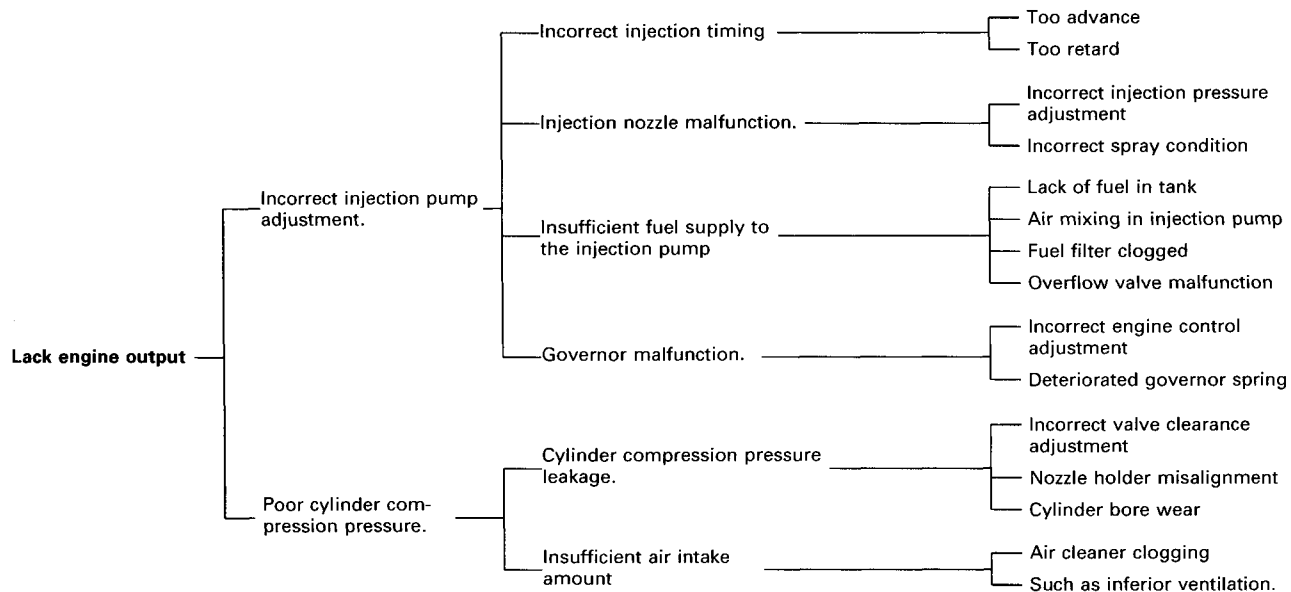 Lack engine output
Incorrect injection pump
adjustment.
Incorrect injection timing
Too advance
Too retard
Injection nozzle malfunction.
Incorrect injection pressure
adjustment
Incorrect spray condition
Insufficient fuel supply to
the injection pump
Lack of fuel in tank
Air mixing in injection pump
Fuel filter clogged
Overflow valve malfunction
Governor malfunction.
Incorrect engine control
adjustment
Deteriorated governor spring
Poor cylinder com-
pression pressure.
Cylinder compression pressure
leakage.
Incorrect valve clearance
adjustment
Nozzle holder misalignment
Cylinder bore wear
Insufficient air intake
amount
Air cleaner clogging
Such as inferior ventilation.